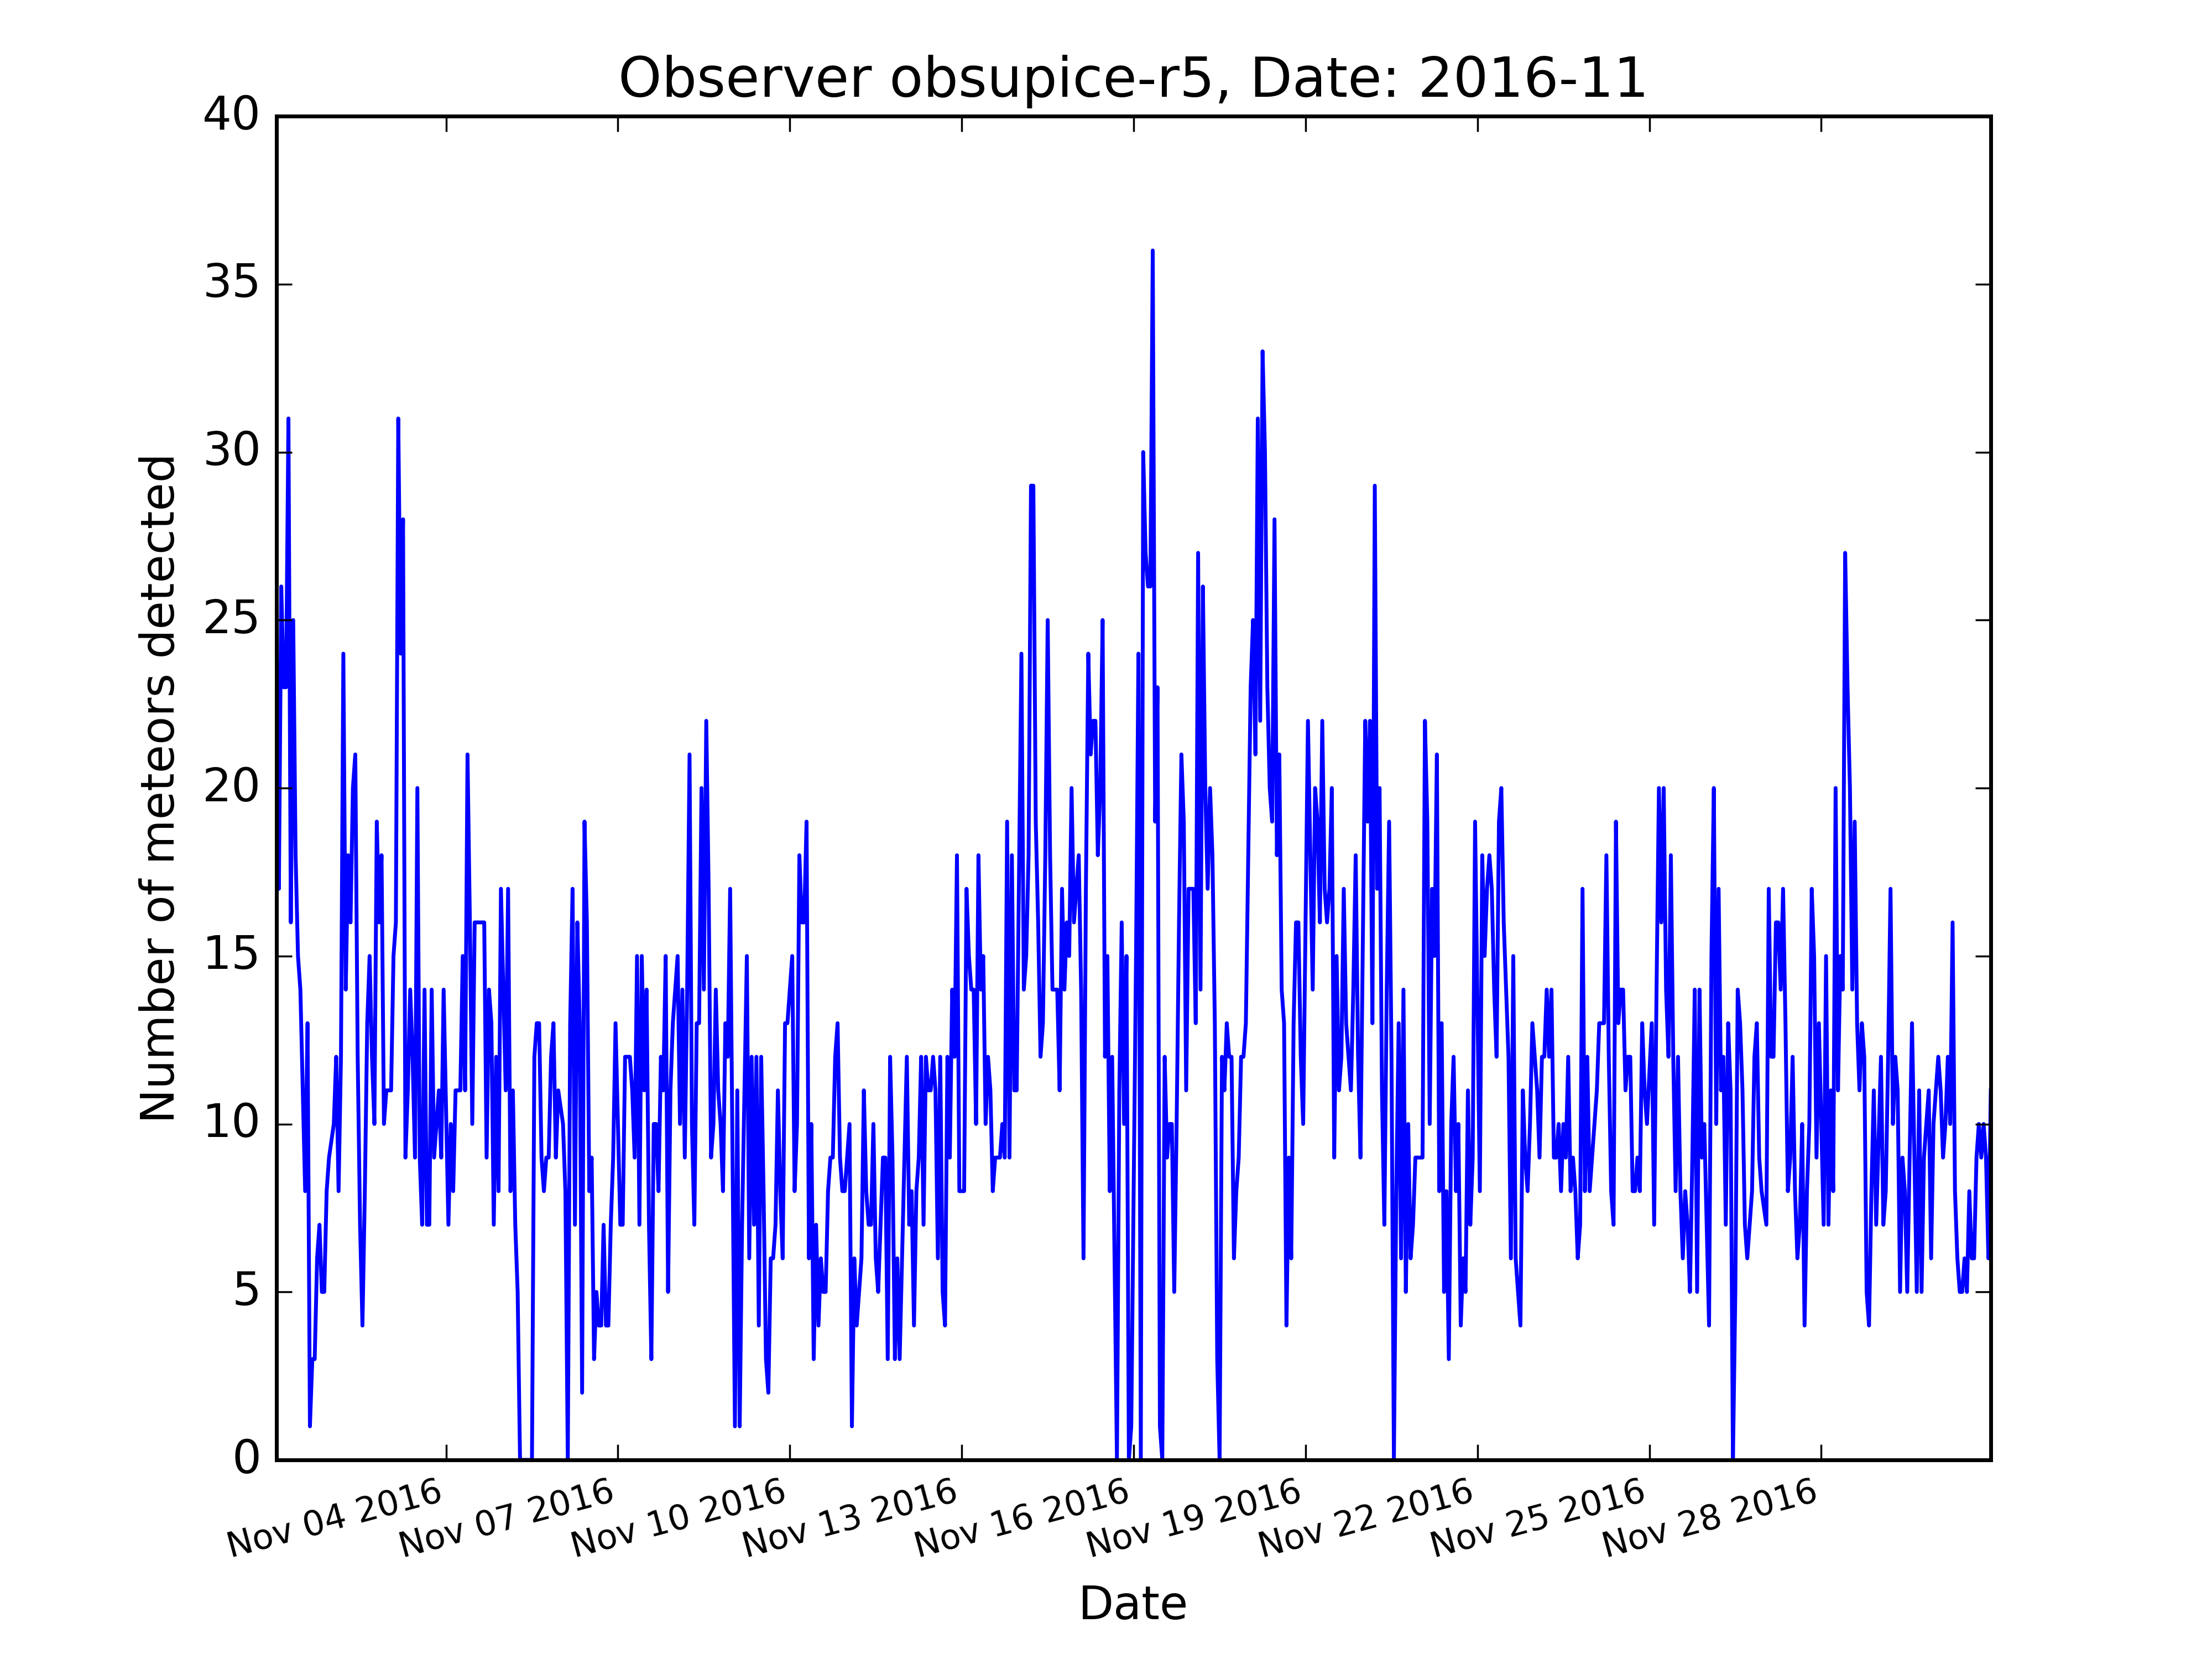 Observer obsupice-r5, Date: 2016-11
40
35
30
25
20
15
10
5
0
Number of meteors detected
Nov 04 2016
Nov 07 2016
Nov 10 2016
Nov 13 2016
Nov 16 2016
Nov 19 2016
Nov 22 2016
Nov 25 2016
Nov 28 2016
Date